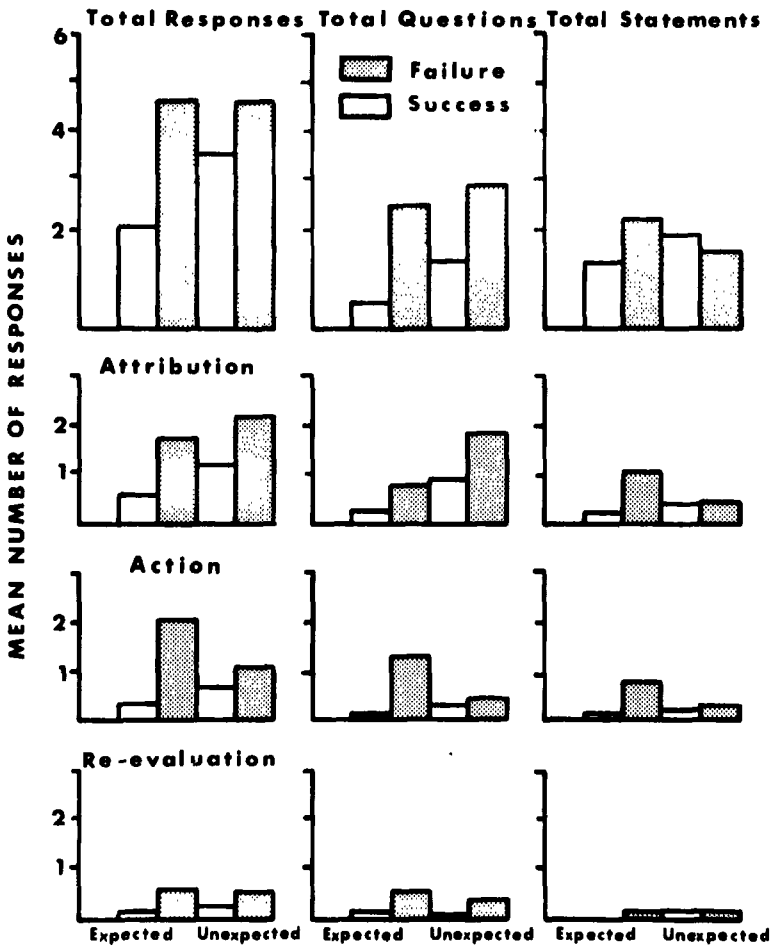 Total Responses Total Questions Total Statements
Failure
Success
6
4
2
MEAN NUMBER OF RESPONSES
Attribution
2
1
Action
2
1
Re-evaluation
2
1
Expected Unexpected Expected Unexpected Expected Unexpected